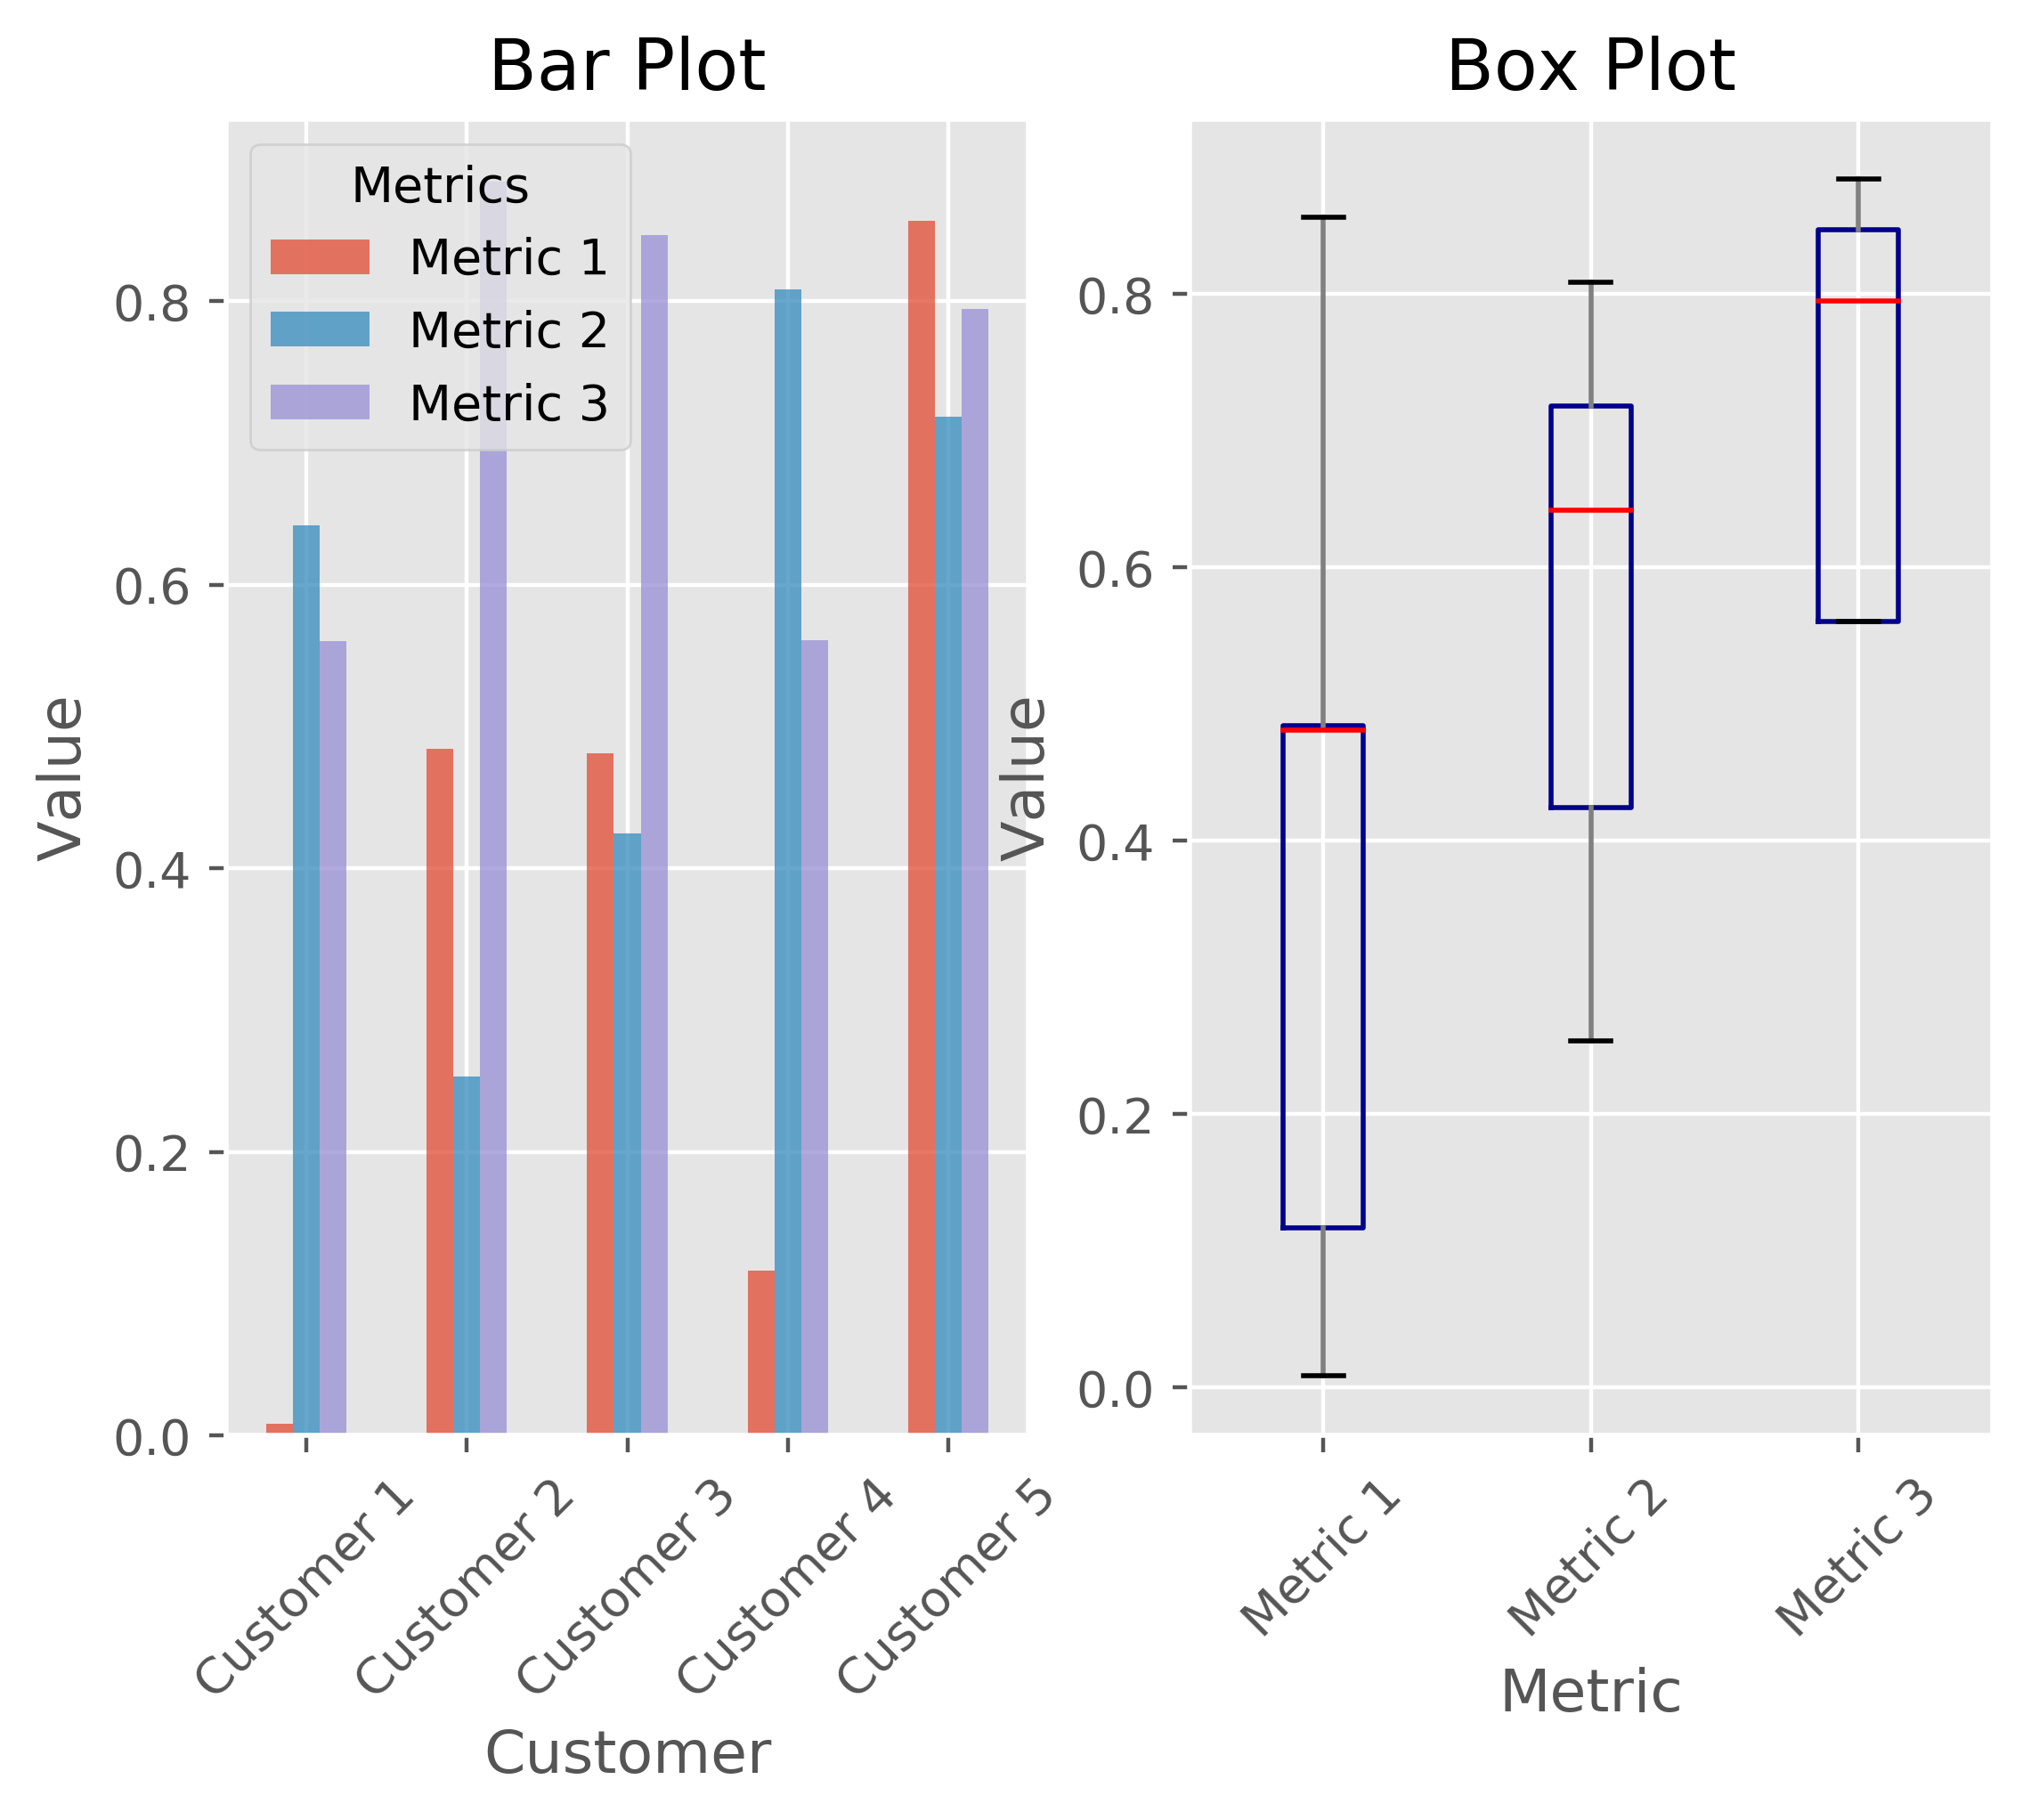 Bar Plot
Metrics
Metric 1
Metric 2
Metric 3
Value
0.8
0.6
0.4
0.2
0.0
Customer 1
Customer 2
Customer 3
Customer 4
Customer 5
Customer
Box Plot
Value
0.8
0.6
0.4
0.2
0.0
Metric 1
Metric 2
Metric 3
Metric